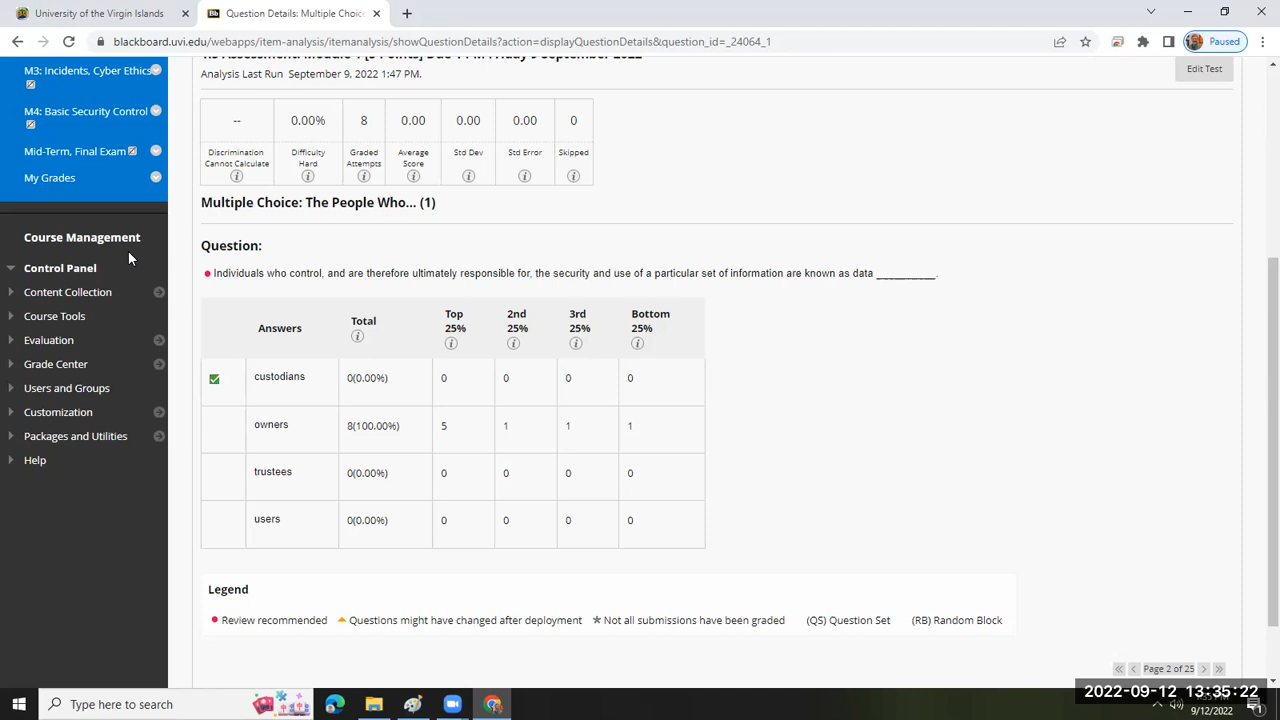 University of the Virgin Islands
Question Details: Multiple Choic
Paused
blackboard.uvi.edu/webapps/item-analysis/itemanalysis/showQuestionDetails?action=displayQuestionDetails&question_id=_24064_1
M3: Incidents, Cyber Ethics
M4: Basic Security Control
Mid-Term, Final Exam
My Grades
Course Management
Control Panel
Content Collection
Course Tools
Evaluation
Grade Center
Users and Groups
Customization
Packages and Utilities
Help
Analysis Last Run September 9, 2022 1:47 PM.
Edit Test
-- 0.00% 8 0.00 0.00 0.00 0
Discrimination Cannot Calculate
Difficulty Hard
Graded Attempts
Average Score
Std Dev
Std Error
Skipped
Multiple Choice: The People Who... (1)
Question:
Individuals who control, and are therefore ultimately responsible for, the security and use of a particular set of information are known as data ___________.
Answers Total Top 25% 2nd 25% 3rd 25% Bottom 25%
custodians 0(0.00%) 0 0 0 0
owners 8(100.00%) 5 1 1 1
trustees 0(0.00%) 0 0 0 0
users 0(0.00%) 0 0 0 0
Legend
Review recommended Questions might have changed after deployment Not all submissions have been graded (QS) Question Set (RB) Random Block
Page 2 of 25
Type here to search
2022-09-12 13:35:22
9/12/2022